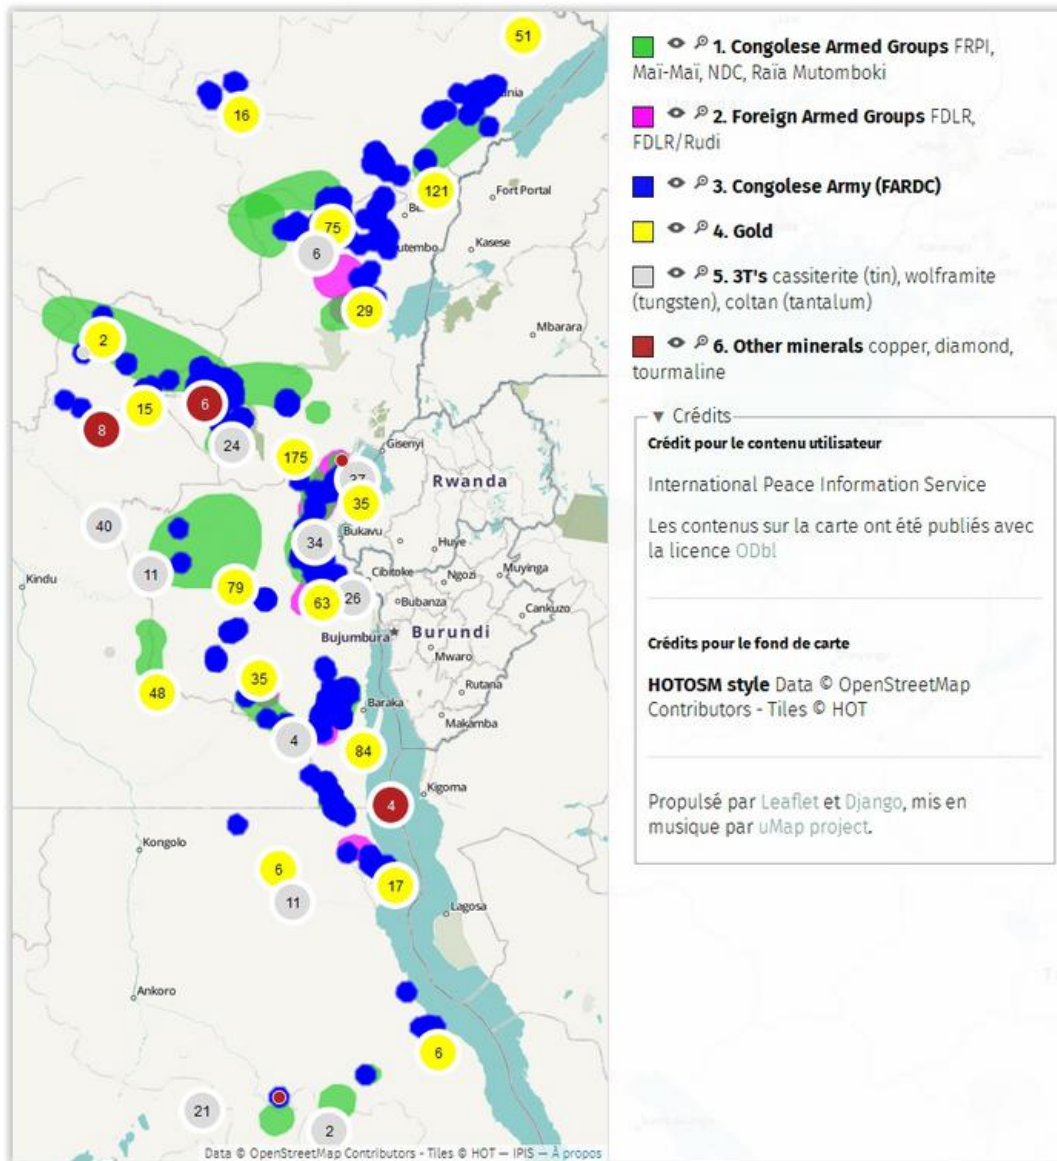 51
16
unia
121
Fort Portal
75
utembo
Kasese
6
29
Mbarara
2
15
6
8
24
Gisenyi
175
37
Rwanda
35
40
Bukavu
34
Huye
11
Cibitoke
Kindu
Ngozi
Muyinga
79
63
26
Bubanza
Cankuzo
Bujumbura
Burundi
Mwaro
35
48
Rutana
Baraka
Makamba
4
84
Kigoma
4
Kongolo
6
17
11
Lagosa
Ankoro
6
21
2
Data © OpenStreetMap Contributors - Tiles © HOT — IPIS — À propos
1. Congolese Armed Groups FRPI,
Maï-Maï, NDC, Raïa Mutomboki
2. Foreign Armed Groups FDLR,
FDLR/Rudi
3. Congolese Army (FARDC)
4. Gold
5. 3T's cassiterite (tin), wolframite
(tungsten), coltan (tantalum)
6. Other minerals copper, diamond,
tourmaline
▼ Crédits
Crédit pour le contenu utilisateur
International Peace Information Service
Les contenus sur la carte ont été publiés avec
la licence ODbl
Crédits pour le fond de carte
HOTOSM style Data © OpenStreetMap
Contributors - Tiles © HOT
Propulsé par Leaflet et Django, mis en
musique par uMap project.